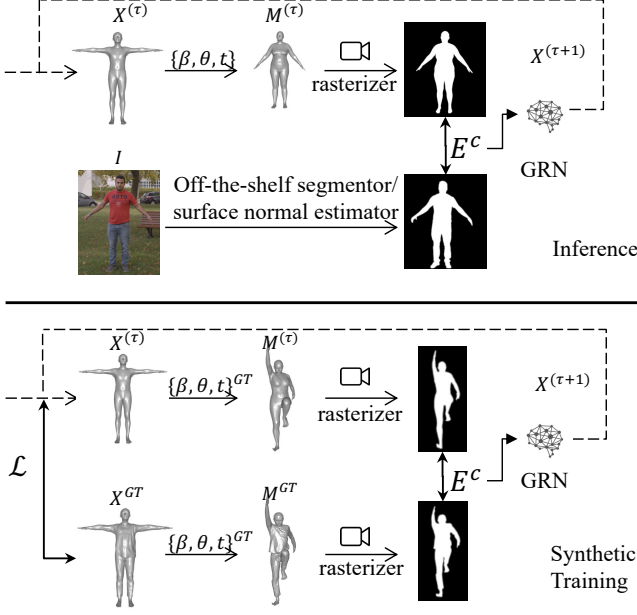 X^(τ)
M^(τ)
{β, θ, t}
rasterizer
X^(τ+1)
E^c
GRN
I
Off-the-shelf segmentor/
surface normal estimator
Inference
X^(τ)
M^(τ)
{β, θ, t}^GT
rasterizer
X^(τ+1)
ℒ
E^c
GRN
X^GT
M^GT
{β, θ, t}^GT
rasterizer
Synthetic
Training